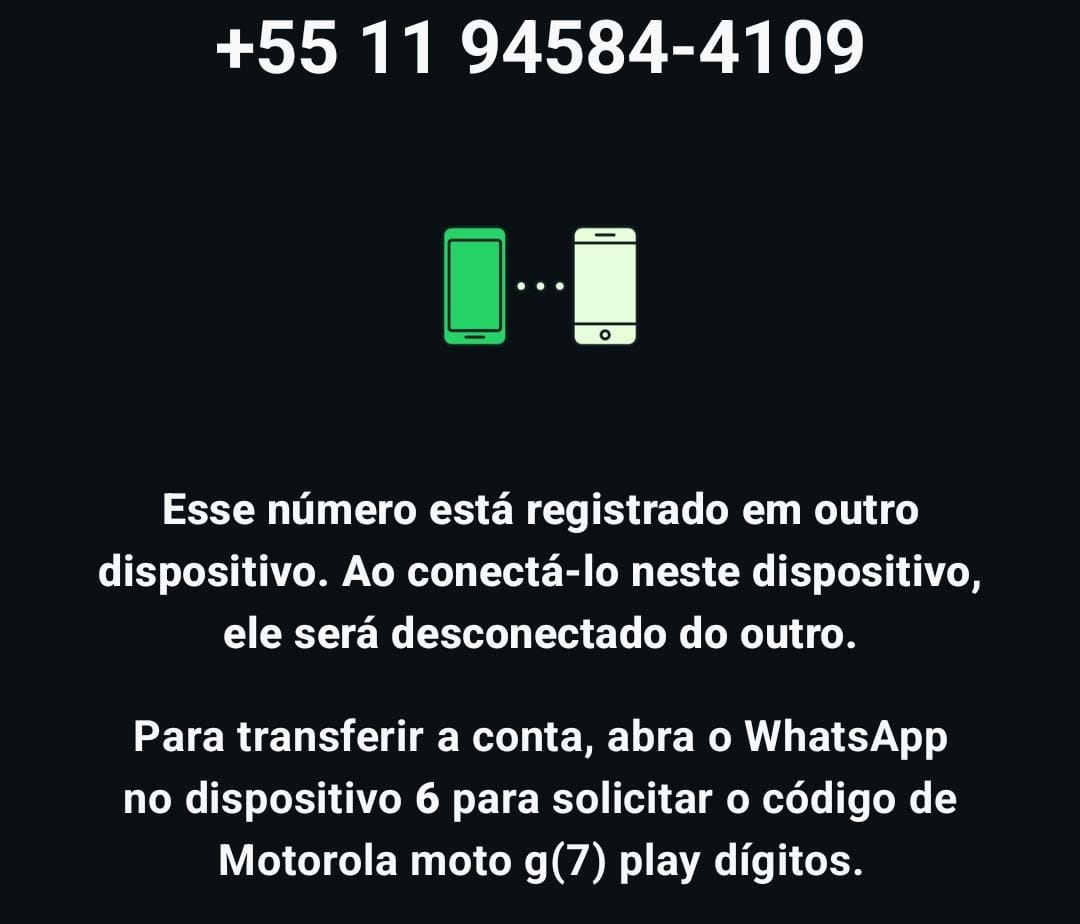 +55 11 94584-4109
Esse número está registrado em outro
dispositivo. Ao conectá-lo neste dispositivo,
ele será desconectado do outro.
Para transferir a conta, abra o WhatsApp
no dispositivo 6 para solicitar o código de
Motorola moto g(7) play dígitos.